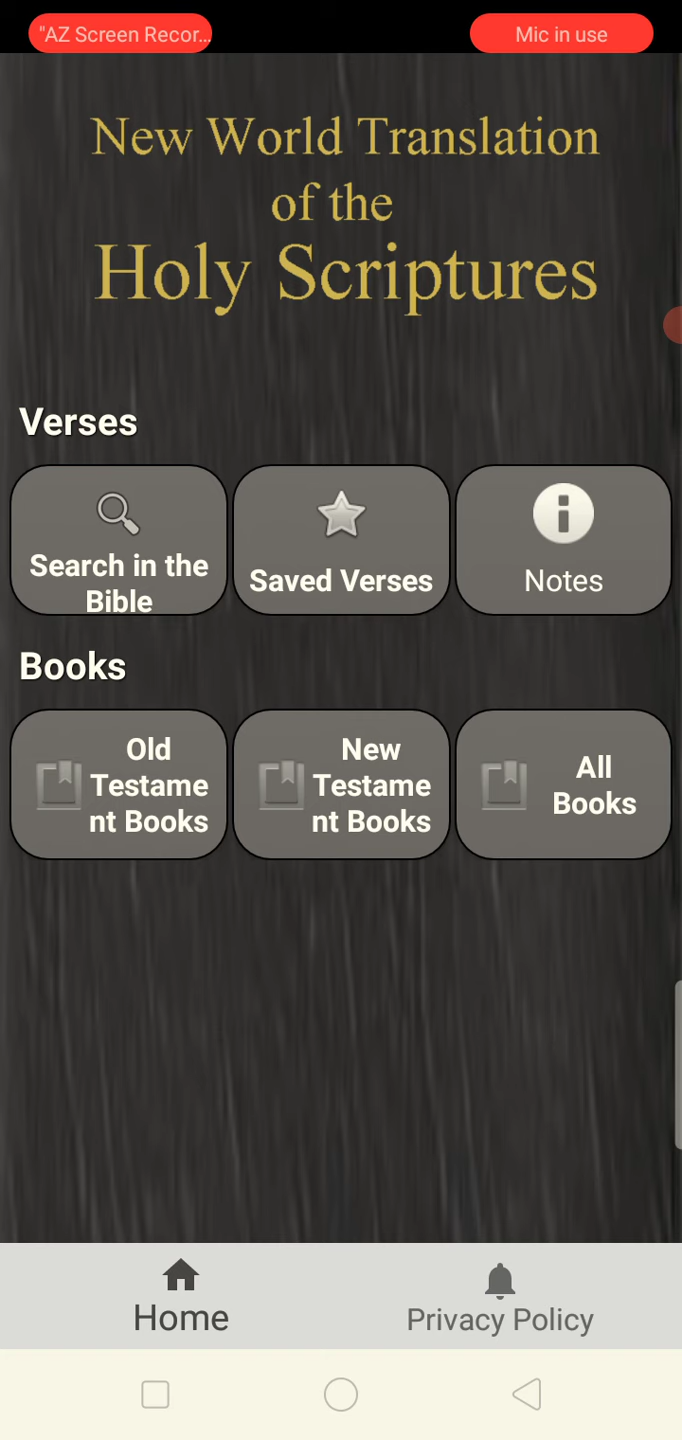 "AZ Screen Recor... Mic in use
New World Translation
of the
Holy Scriptures
Verses
Search in the
Bible
Saved Verses
Notes
Books
Old
Testame
nt Books
New
Testame
nt Books
All
Books
Home
Privacy Policy